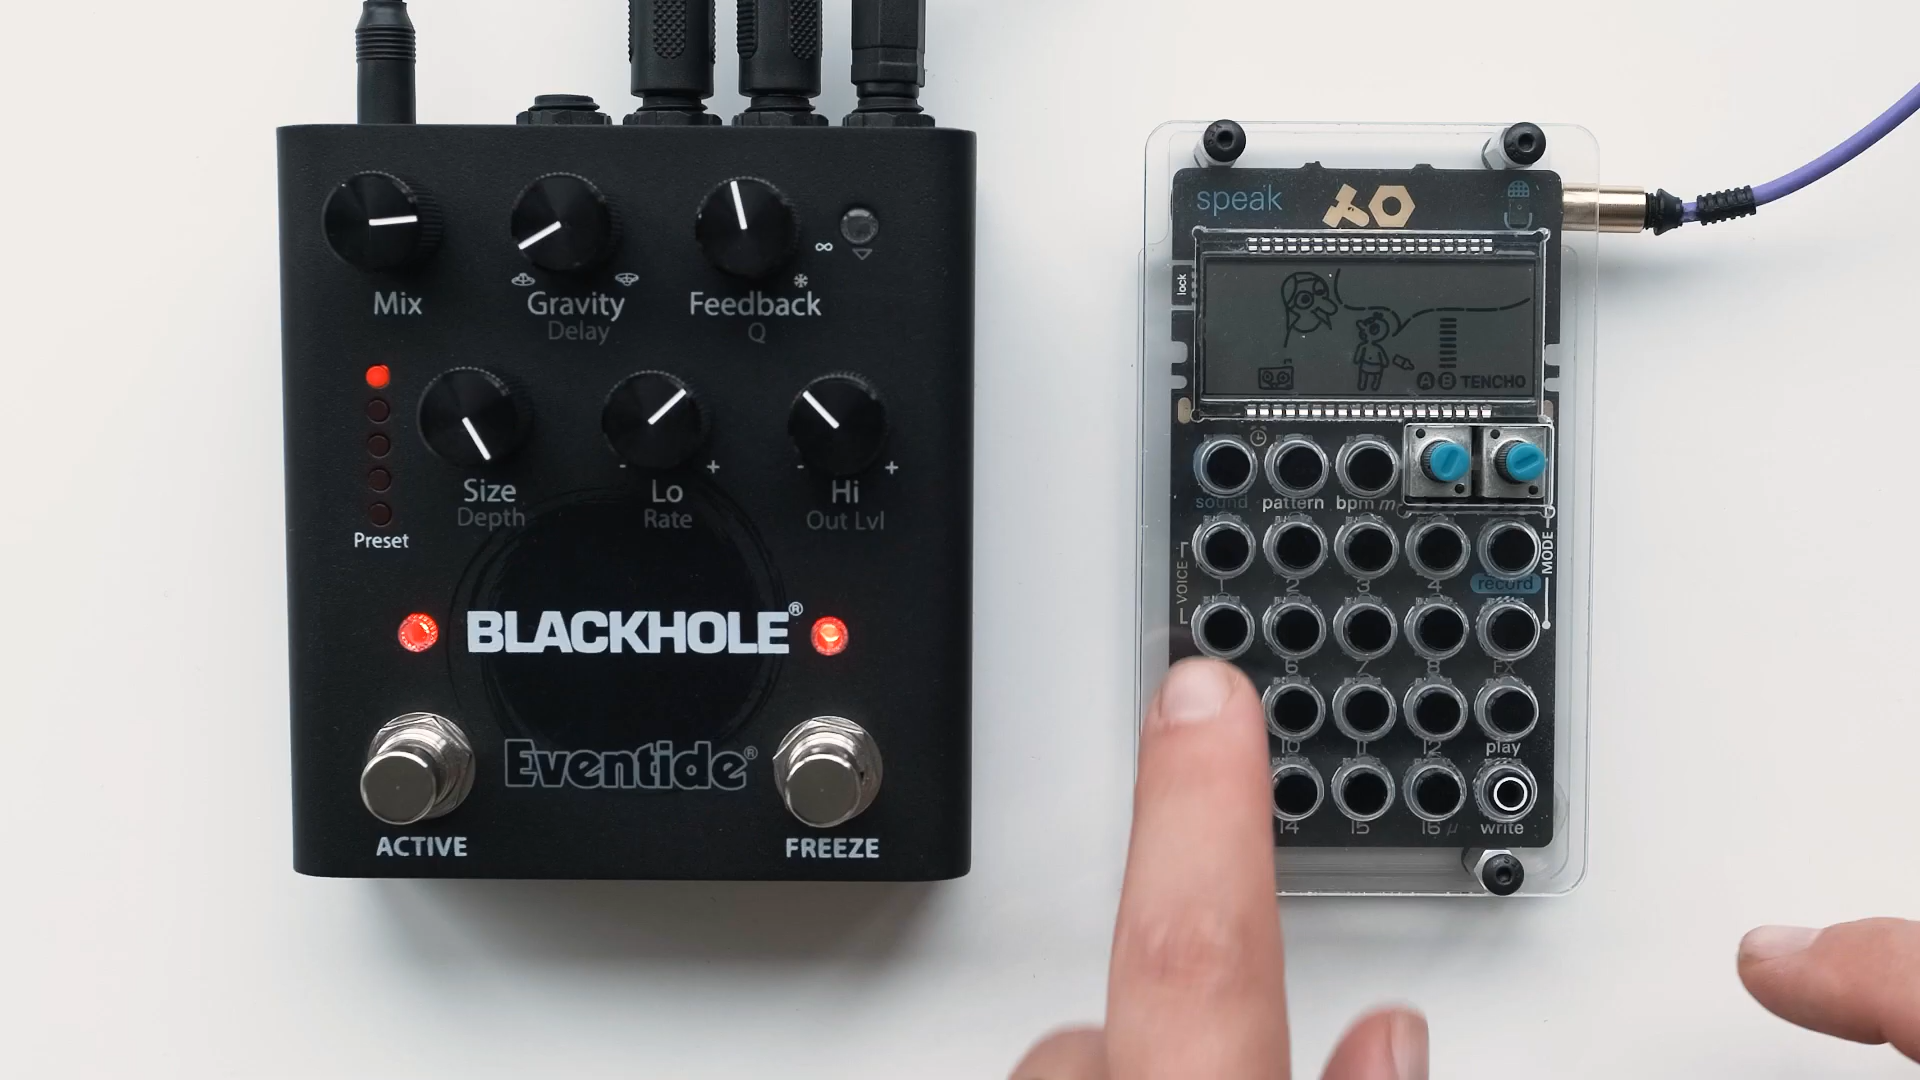 Mix
Gravity
Delay
Feedback
Q
∞
Preset
Size
Depth
- Lo +
Rate
- Hi +
Out Lvl
BLACKHOLE®
Eventide®
ACTIVE
FREEZE
speak
lock
A B TENCHO
sound pattern bpm
MODE
VOICE
1 2 3 4 record
6 7 8 FX
10 11 12 play
14 15 16 μ write